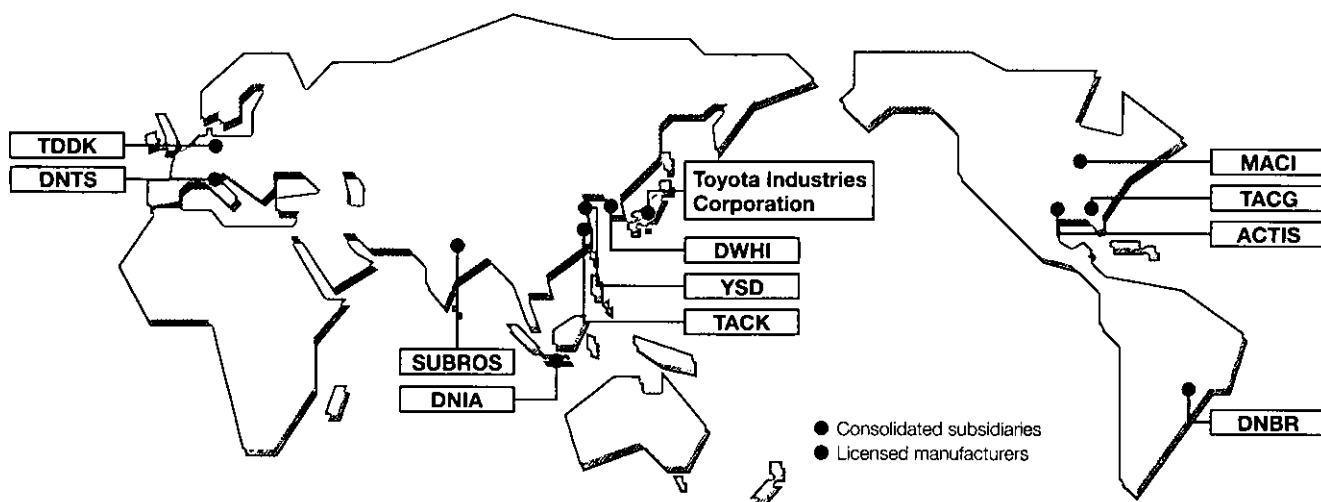 TDDK
DNTS
Toyota Industries
Corporation
DWHI
YSD
TACK
SUBROS
DNIA
MACI
TACG
ACTIS
DNBR
Consolidated subsidiaries
Licensed manufacturers